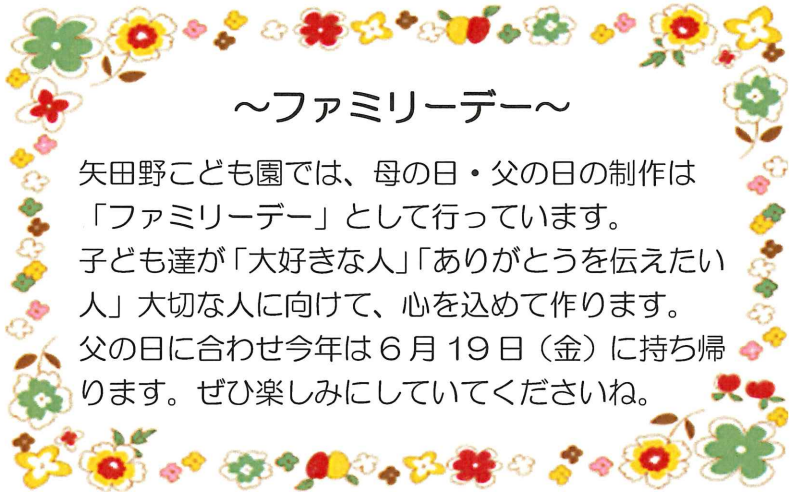 ～ファミリーデー～
矢田野こども園では、母の日・父の日の制作は
「ファミリーデー」として行っています。
子ども達が「大好きな人」「ありがとうを伝えたい
人」大切な人に向けて、心を込めて作ります。
父の日に合わせ今年は6月19日（金）に持ち帰
ります。ぜひ楽しみにしていてくださいね。